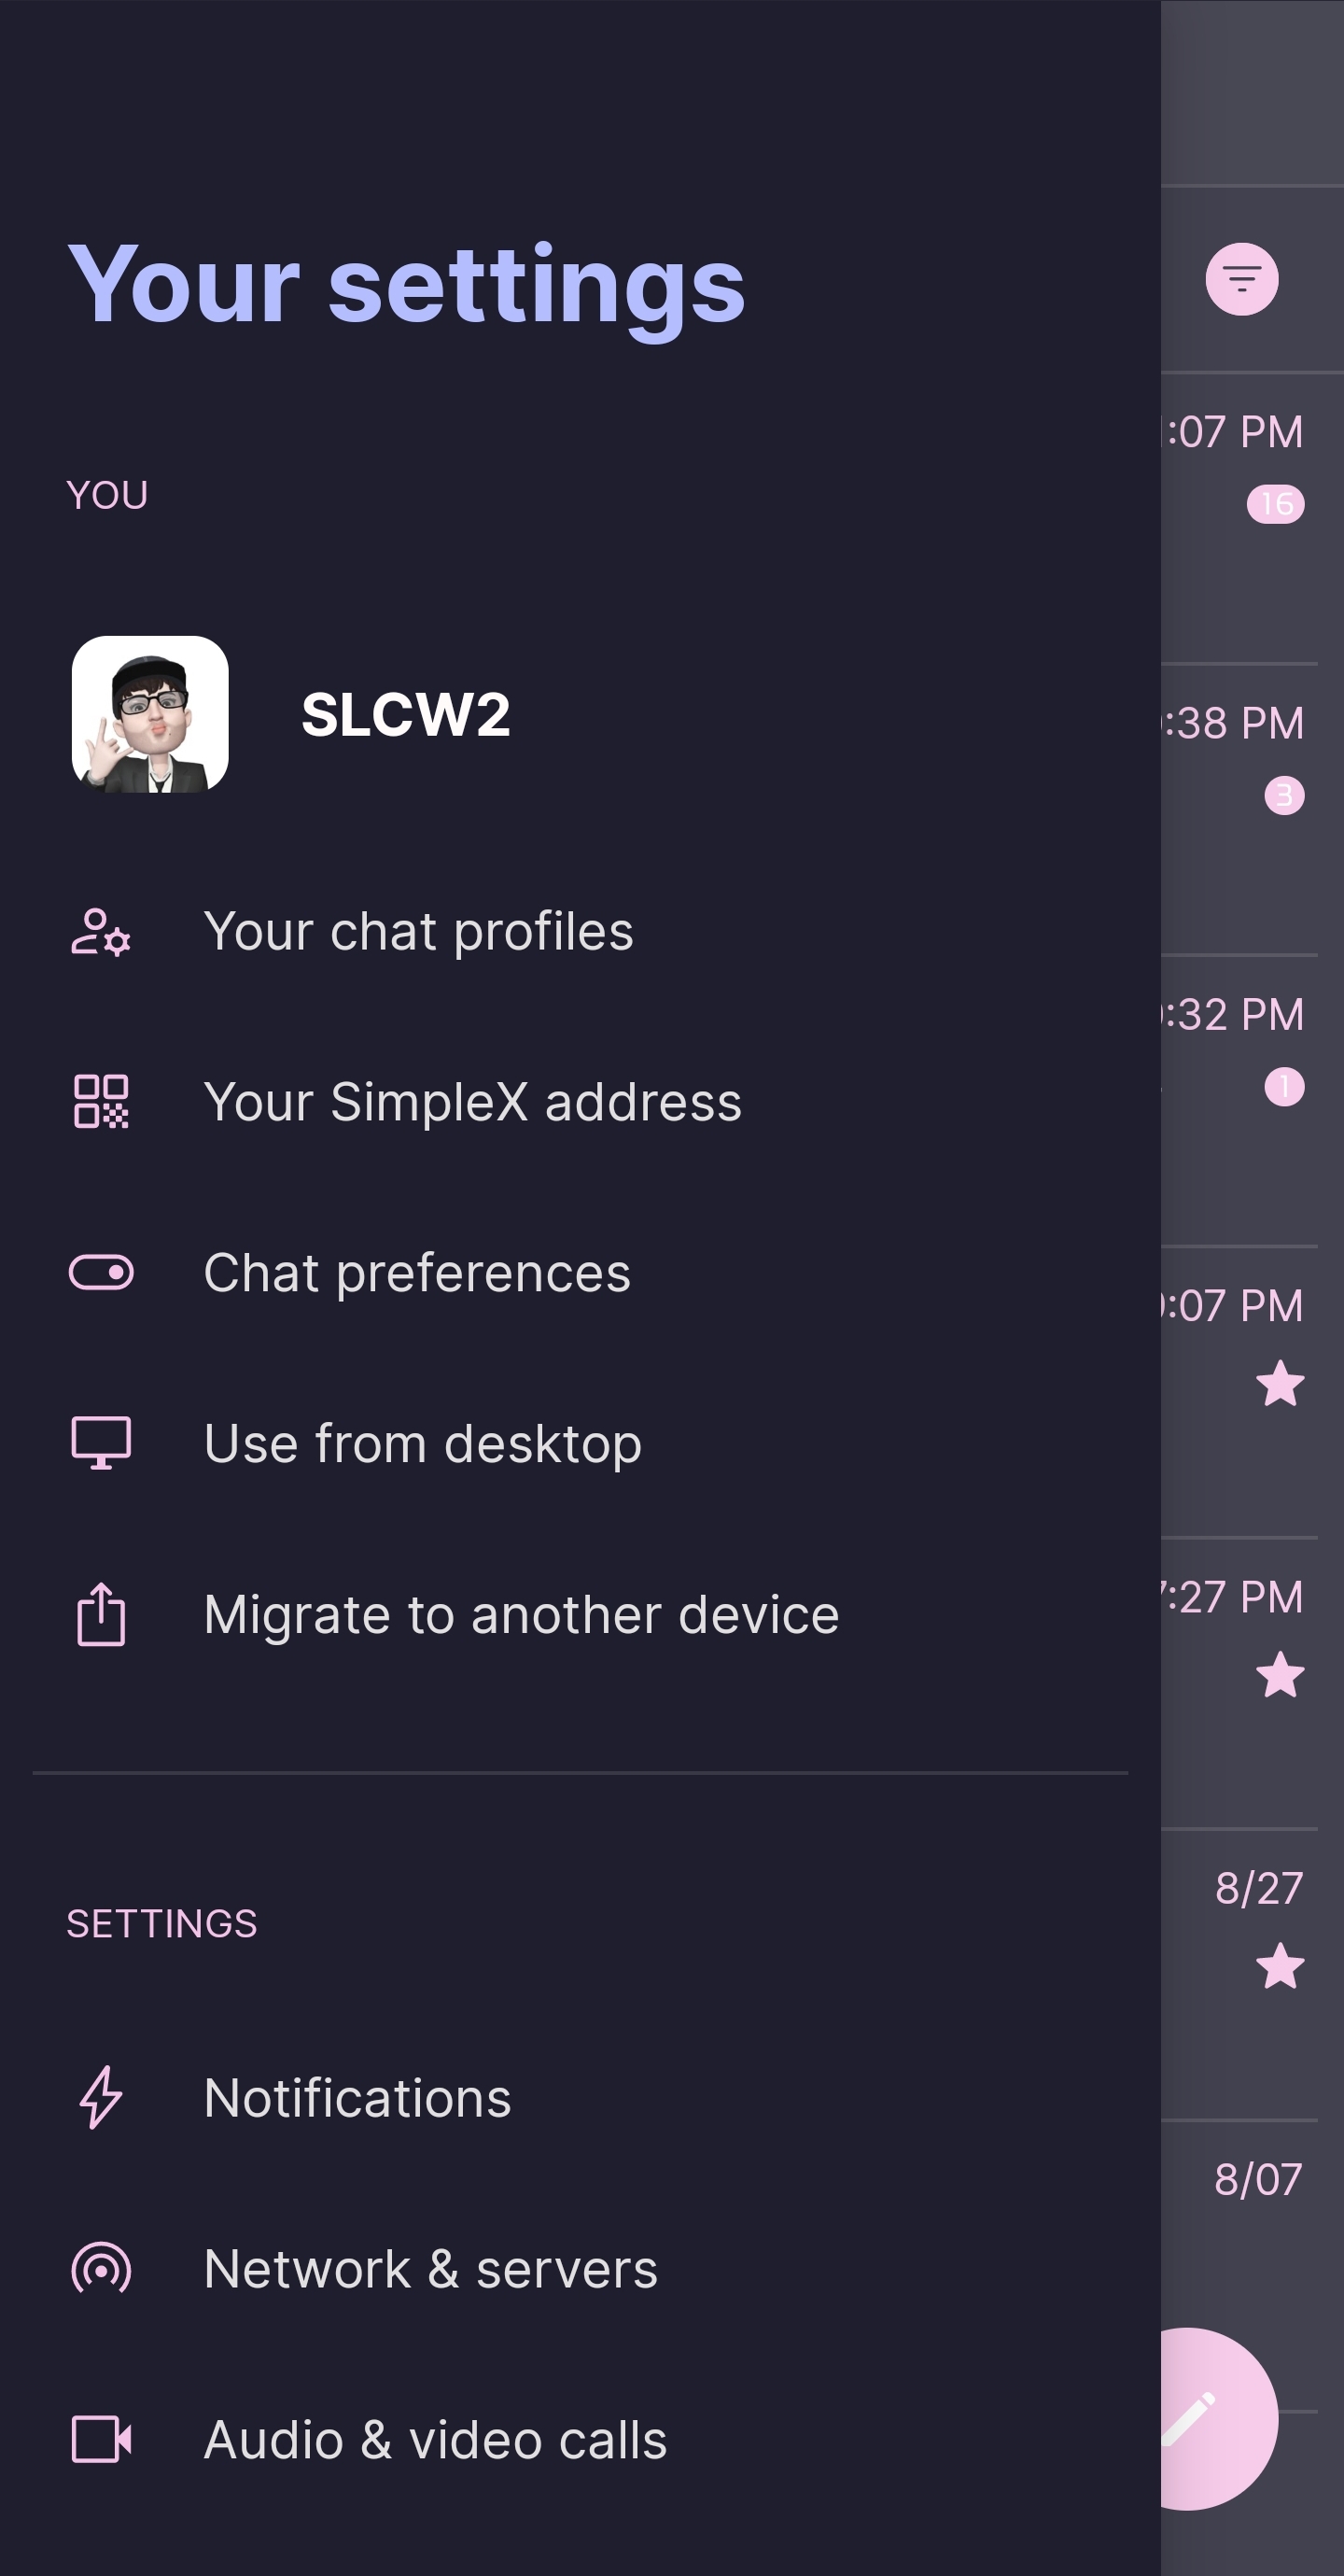 Your settings
YOU
SLCW2
Your chat profiles
Your SimpleX address
Chat preferences
Use from desktop
Migrate to another device
SETTINGS
Notifications
Network & servers
Audio & video calls
:07 PM
16
:38 PM
3
:32 PM
1
:07 PM
7:27 PM
8/27
8/07